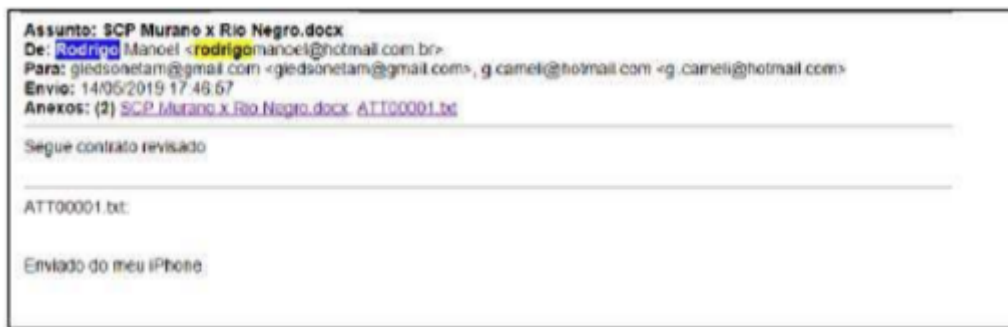 Assunto: SCP Murano x Rio Negro.docx
De: Rodrigo Manoel <rodrigomanoel@hotmail.com.br>
Para: gledsonetam@gmail.com <gledsonetam@gmail.com>, g.cameli@hotmail.com <g.cameli@hotmail.com>
Envio: 14/05/2019 17:46:57
Anexos: (2) SCP Murano x Rio Negro.docx, ATT00001.txt
Segue contrato revisado
ATT00001.txt:
Enviado do meu iPhone